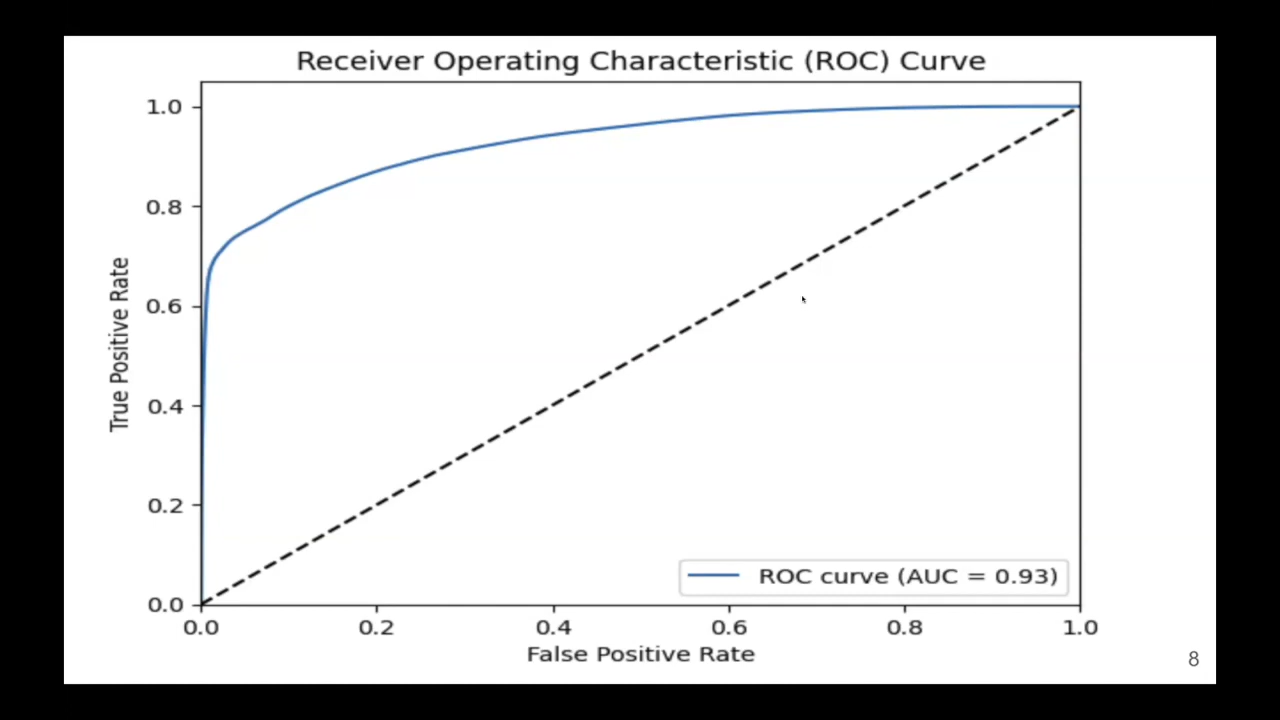 Receiver Operating Characteristic (ROC) Curve
1.0
0.8
0.6
0.4
0.2
0.0
True Positive Rate
ROC curve (AUC = 0.93)
0.0 0.2 0.4 0.6 0.8 1.0
False Positive Rate
8